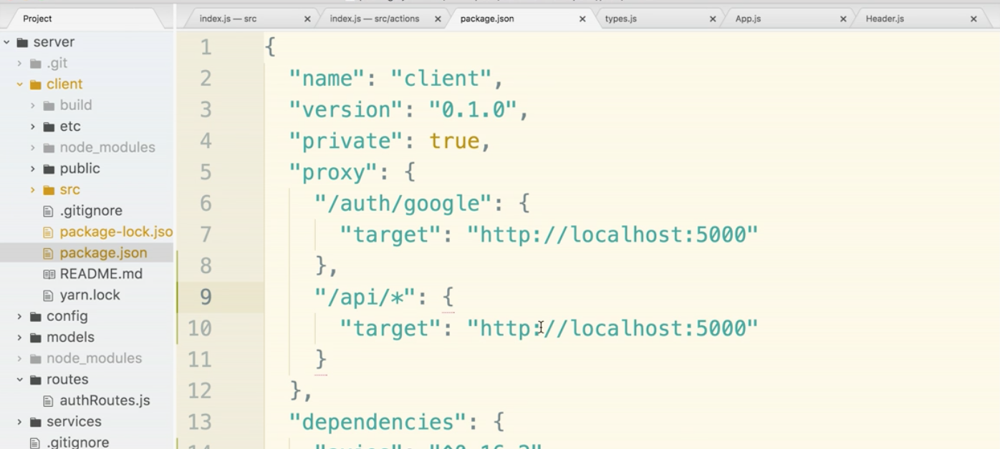 Project
index.js — src
index.js — src/actions
package.json
types.js
App.js
Header.js
server
.git
client
build
etc
node_modules
public
src
.gitignore
package-lock.jso
package.json
README.md
yarn.lock
config
models
node_modules
routes
authRoutes.js
services
.gitignore
1 {
2 "name": "client",
3 "version": "0.1.0",
4 "private": true,
5 "proxy": {
6 "/auth/google": {
7 "target": "http://localhost:5000"
8 },
9 "/api/*": {
10 "target": "http://localhost:5000"
11 }
12 },
13 "dependencies": {